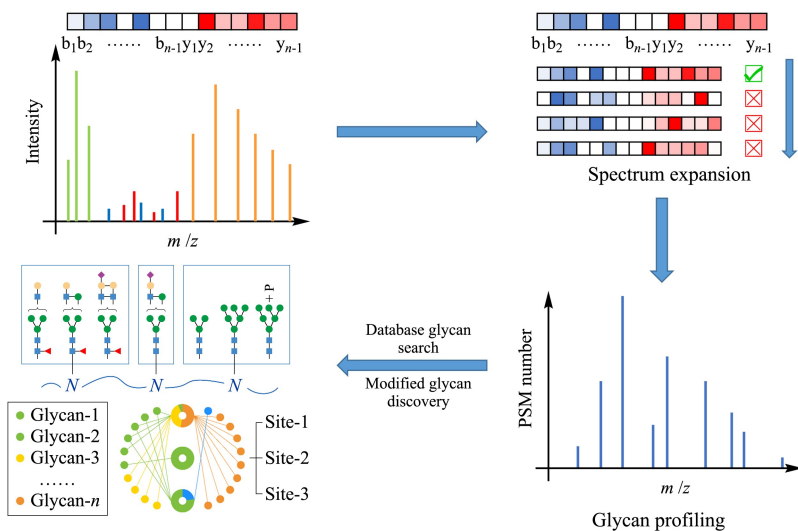 b1b2 …… bn-1y1y2 …… yn-1
Intensity
m /z
b1b2 …… bn-1y1y2 …… yn-1
Spectrum expansion
PSM number
m /z
Glycan profiling
Database glycan
search
Modified glycan
discovery
+ P
N N N
Glycan-1
Glycan-2
Glycan-3
……
Glycan-n
Site-1
Site-2
Site-3